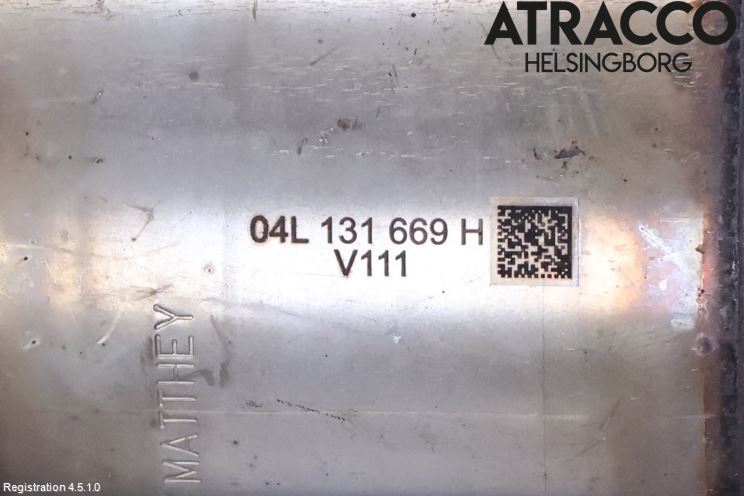 ATRACCO
HELSINGBORG
04L 131 669 H
V111
MATTHEY
Registration 4.5.1.0